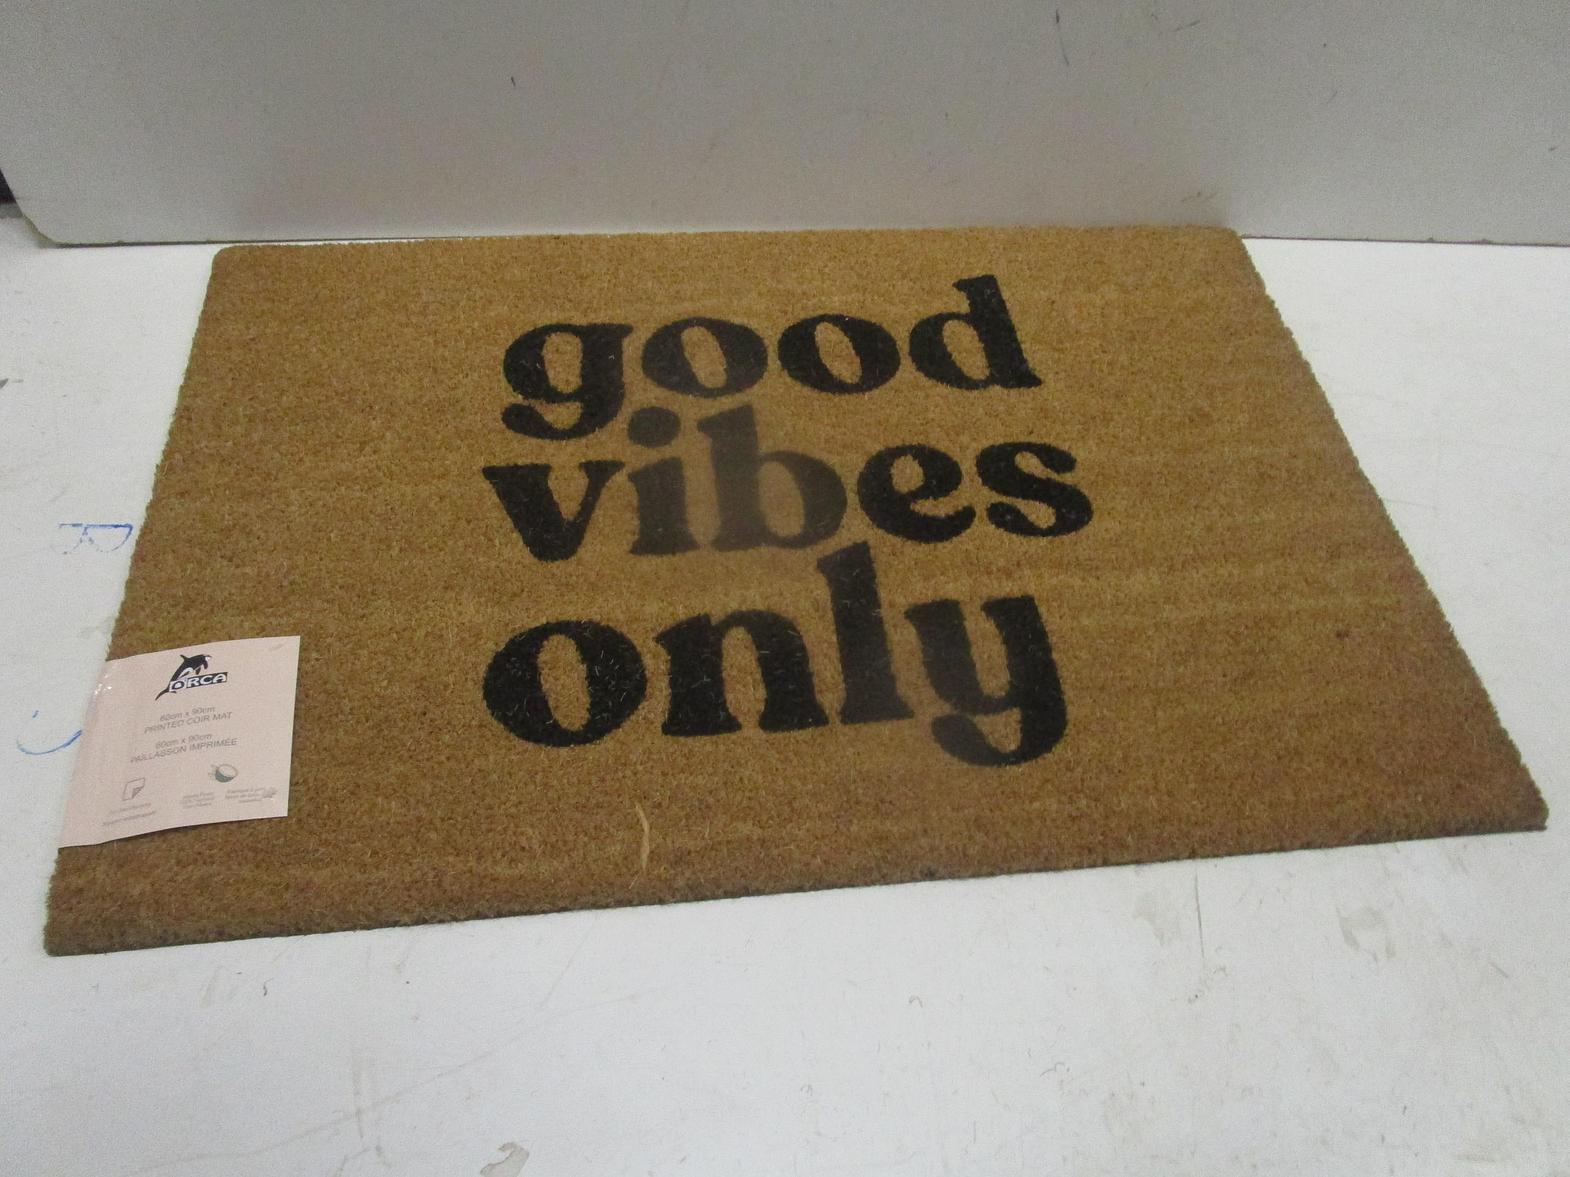 good
vibes
only
ORCA
60cm x 90cm
PRINTED COIR MAT
60cm x 90cm
PAILLASSON IMPRIMÉE